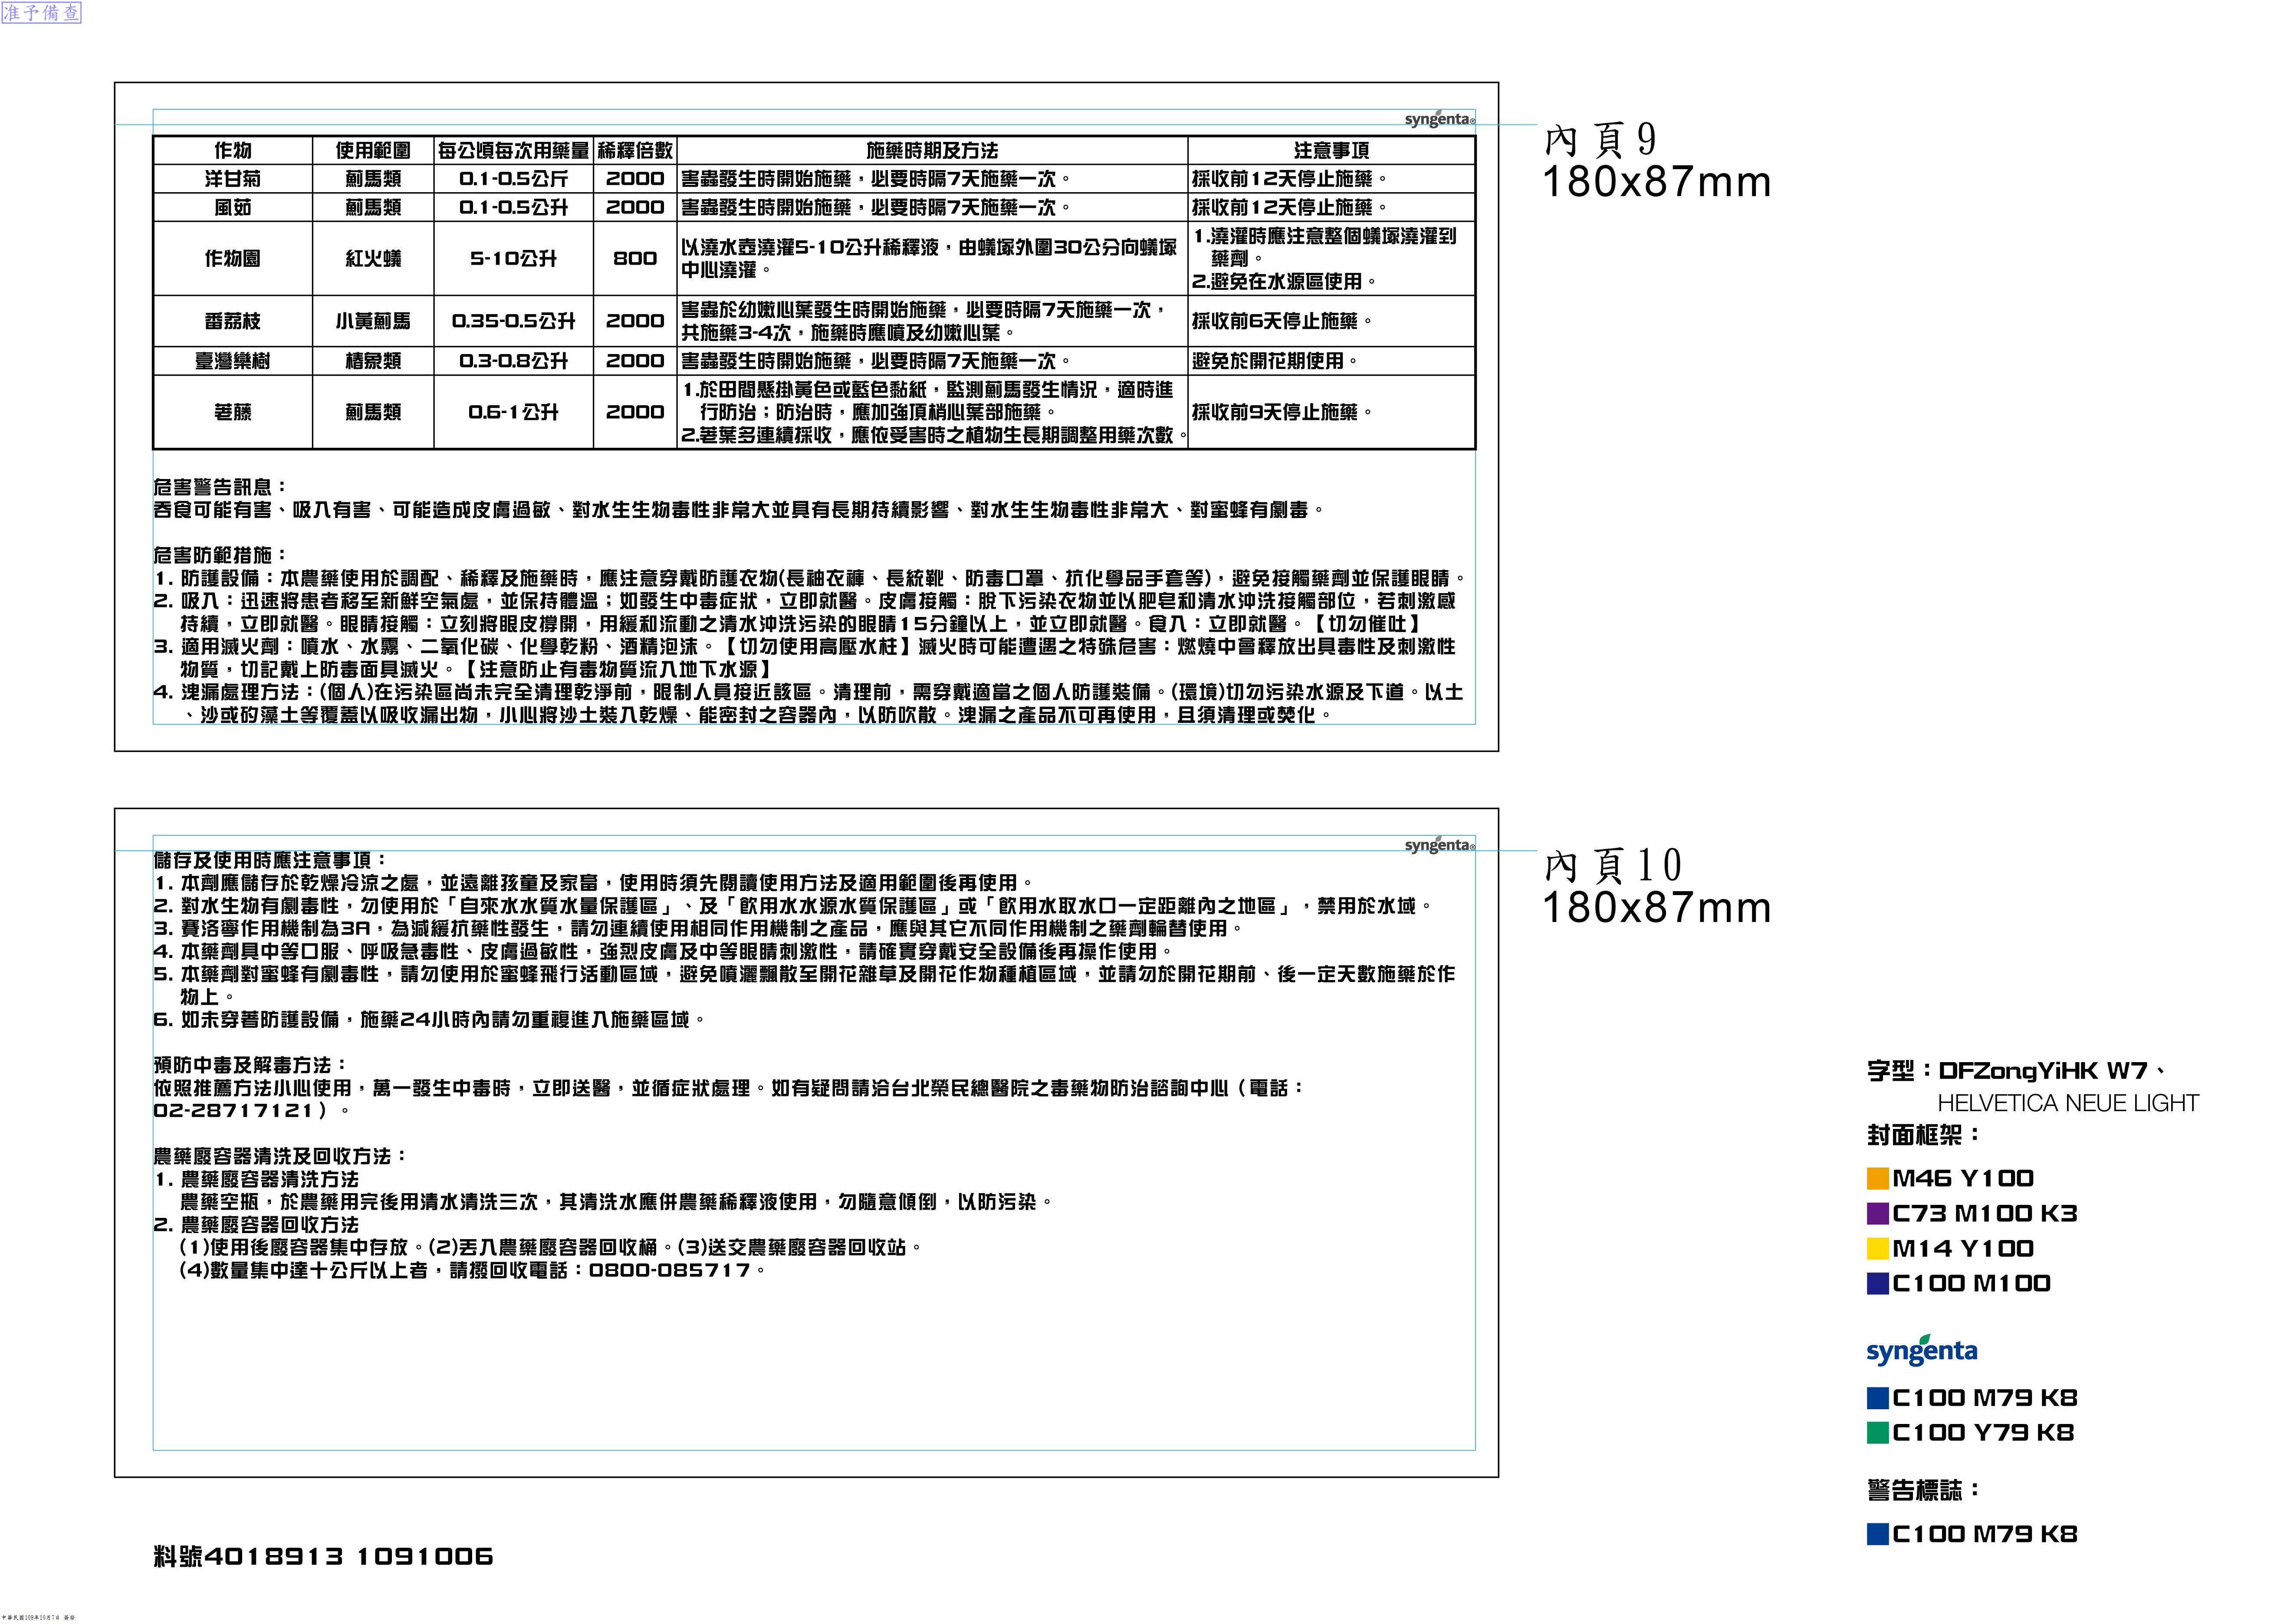 准予備查
syngenta®
內頁9
180x87mm
作物 使用範圍 每公頃每次用藥量 稀釋倍數 施藥時期及方法 注意事項
洋甘菊 薊馬類 0.1-0.5公斤 2000 害蟲發生時開始施藥，必要時隔7天施藥一次。 採收前12天停止施藥。
風茹 薊馬類 0.1-0.5公升 2000 害蟲發生時開始施藥，必要時隔7天施藥一次。 採收前12天停止施藥。
作物園 紅火蟻 5-10公升 800 以澆水壺澆灌5-10公升稀釋液，由蟻塚外圍30公分向蟻塚
中心澆灌。
1.澆灌時應注意整個蟻塚澆灌到
藥劑。
2.避免在水源區使用。
番荔枝 小黃薊馬 0.35-0.5公升 2000 害蟲於幼嫩心葉發生時開始施藥，必要時隔7天施藥一次，
共施藥3-4次，施藥時應噴及幼嫩心葉。
採收前6天停止施藥。
臺灣欒樹 椿象類 0.3-0.8公升 2000 害蟲發生時開始施藥，必要時隔7天施藥一次。 避免於開花期使用。
荖藤 薊馬類 0.6-1公升 2000 1.於田間懸掛黃色或藍色黏紙，監測薊馬發生情況，適時進
行防治；防治時，應加強頂梢心葉部施藥。
2.荖葉多連續採收，應依受害時之植物生長期調整用藥次數。
採收前9天停止施藥。
危害警告訊息：
吞食可能有害、吸入有害、可能造成皮膚過敏、對水生生物毒性非常大並具有長期持續影響、對水生生物毒性非常大、對蜜蜂有劇毒。
危害防範措施：
1. 防護設備：本農藥使用於調配、稀釋及施藥時，應注意穿戴防護衣物(長袖衣褲、長統靴、防毒口罩、抗化學品手套等)，避免接觸藥劑並保護眼睛。
2. 吸入：迅速將患者移至新鮮空氣處，並保持體溫；如發生中毒症狀，立即就醫。皮膚接觸：脫下污染衣物並以肥皂和清水沖洗接觸部位，若刺激感
持續，立即就醫。眼睛接觸：立刻將眼皮撐開，用緩和流動之清水沖洗污染的眼睛15分鐘以上，並立即就醫。食入：立即就醫。【切勿催吐】
3. 適用滅火劑：噴水、水霧、二氧化碳、化學乾粉、酒精泡沫。【切勿使用高壓水柱】滅火時可能遭遇之特殊危害：燃燒中會釋放出具毒性及刺激性
物質，切記戴上防毒面具滅火。【注意防止有毒物質流入地下水源】
4. 洩漏處理方法：(個人)在污染區尚未完全清理乾淨前，限制人員接近該區。清理前，需穿戴適當之個人防護裝備。(環境)切勿污染水源及下道。以土
、沙或矽藻土等覆蓋以吸收漏出物，小心將沙土裝入乾燥、能密封之容器內，以防吹散。洩漏之產品不可再使用，且須清理或焚化。
syngenta®
內頁10
180x87mm
儲存及使用時應注意事項：
1. 本劑應儲存於乾燥冷涼之處，並遠離孩童及家畜，使用時須先閱讀使用方法及適用範圍後再使用。
2. 對水生物有劇毒性，勿使用於「自來水水質水量保護區」、及「飲用水水源水質保護區」或「飲用水取水口一定距離內之地區」，禁用於水域。
3. 賽洛寧作用機制為3A，為減緩抗藥性發生，請勿連續使用相同作用機制之產品，應與其它不同作用機制之藥劑輪替使用。
4. 本藥劑具中等口服、呼吸急毒性、皮膚過敏性，強烈皮膚及中等眼睛刺激性，請確實穿戴安全設備後再操作使用。
5. 本藥劑對蜜蜂有劇毒性，請勿使用於蜜蜂飛行活動區域，避免噴灑飄散至開花雜草及開花作物種植區域，並請勿於開花期前、後一定天數施藥於作
物上。
6. 如未穿著防護設備，施藥24小時內請勿重複進入施藥區域。
預防中毒及解毒方法：
依照推薦方法小心使用，萬一發生中毒時，立即送醫，並循症狀處理。如有疑問請洽台北榮民總醫院之毒藥物防治諮詢中心（電話：
02-28717121）。
農藥廢容器清洗及回收方法：
1. 農藥廢容器清洗方法
農藥空瓶，於農藥用完後用清水清洗三次，其清洗水應併農藥稀釋液使用，勿隨意傾倒，以防污染。
2. 農藥廢容器回收方法
(1)使用後廢容器集中存放。(2)丟入農藥廢容器回收桶。(3)送交農藥廢容器回收站。
(4)數量集中達十公斤以上者，請撥回收電話：0800-085717。
字型：DFZongYiHK W7、
HELVETICA NEUE LIGHT
封面框架：
M46 Y100
C73 M100 K3
M14 Y100
C100 M100
syngenta
C100 M79 K8
C100 Y79 K8
警告標誌：
C100 M79 K8
料號4018913 1091006
中華民國109年10月7日 簽發